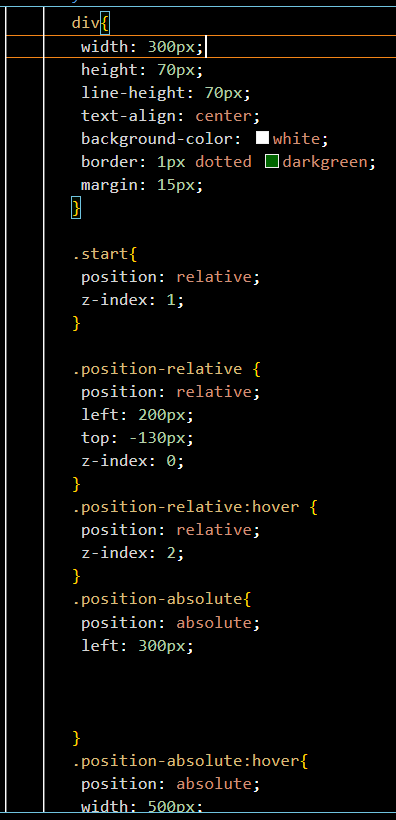 div{
width: 300px;
height: 70px;
line-height: 70px;
text-align: center;
background-color: white;
border: 1px dotted darkgreen;
margin: 15px;
}
.start{
position: relative;
z-index: 1;
}
.position-relative {
position: relative;
left: 200px;
top: -130px;
z-index: 0;
}
.position-relative:hover {
position: relative;
z-index: 2;
}
.position-absolute{
position: absolute;
left: 300px;
}
.position-absolute:hover{
position: absolute;
width: 500px;